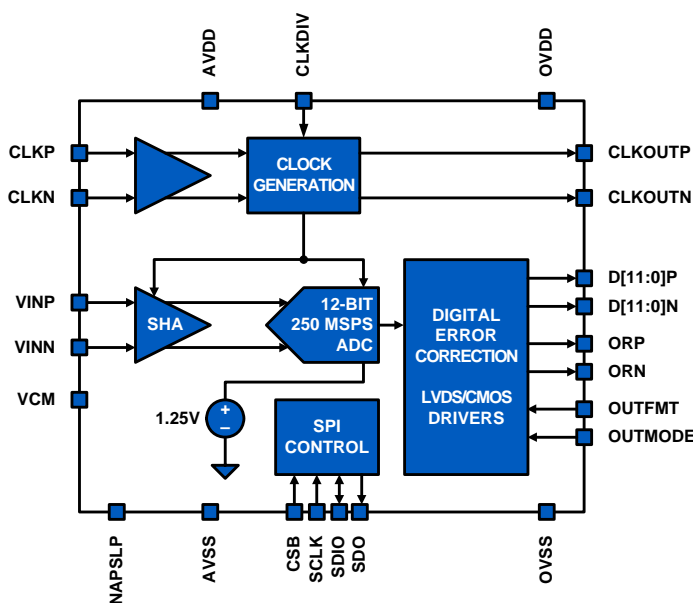 AVDD
CLKDIV
OVDD
CLKP
CLKN
CLOCK
GENERATION
CLKOUTP
CLKOUTN
VINP
VINN
SHA
12-BIT
250 MSPS
ADC
DIGITAL
ERROR
CORRECTION
LVDS/CMOS
DRIVERS
D[11:0]P
D[11:0]N
ORP
ORN
OUTFMT
OUTMODE
VCM
1.25V
+
–
SPI
CONTROL
NAPSLP
AVSS
CSB
SCLK
SDIO
SDO
OVSS